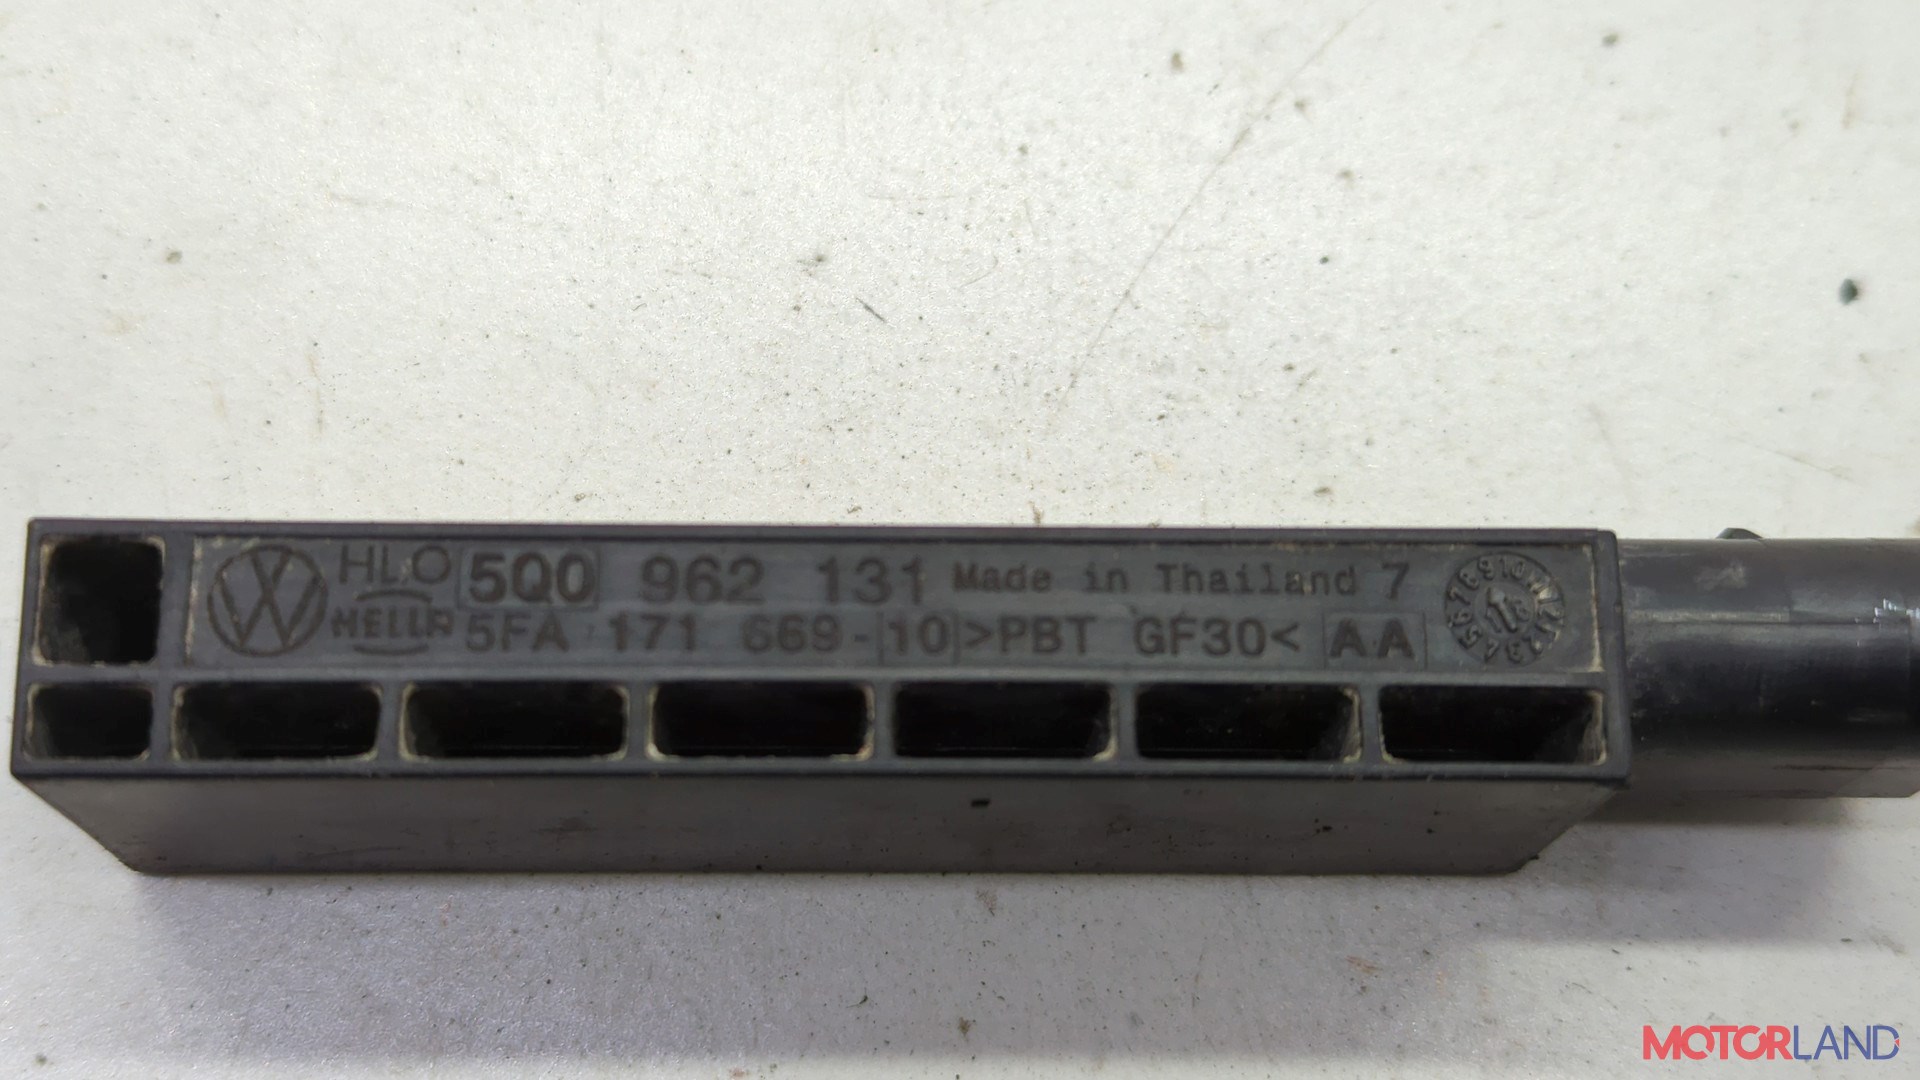 HLO 5Q0 962 131 Made in Thailand 7
HELLA 5FA 171 669-10 >PBT GF30< AA
MOTORLAND